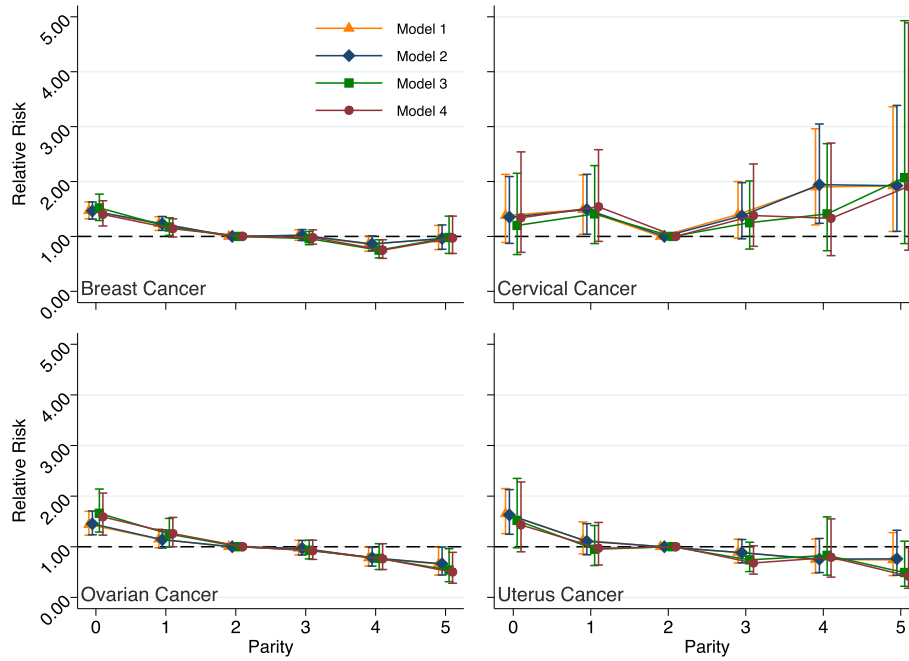 Relative Risk
5.00
4.00
3.00
2.00
1.00
0.00
Model 1
Model 2
Model 3
Model 4
Breast Cancer
Cervical Cancer
Relative Risk
5.00
4.00
3.00
2.00
1.00
0.00
Ovarian Cancer
Uterus Cancer
0 1 2 3 4 5
Parity
0 1 2 3 4 5
Parity